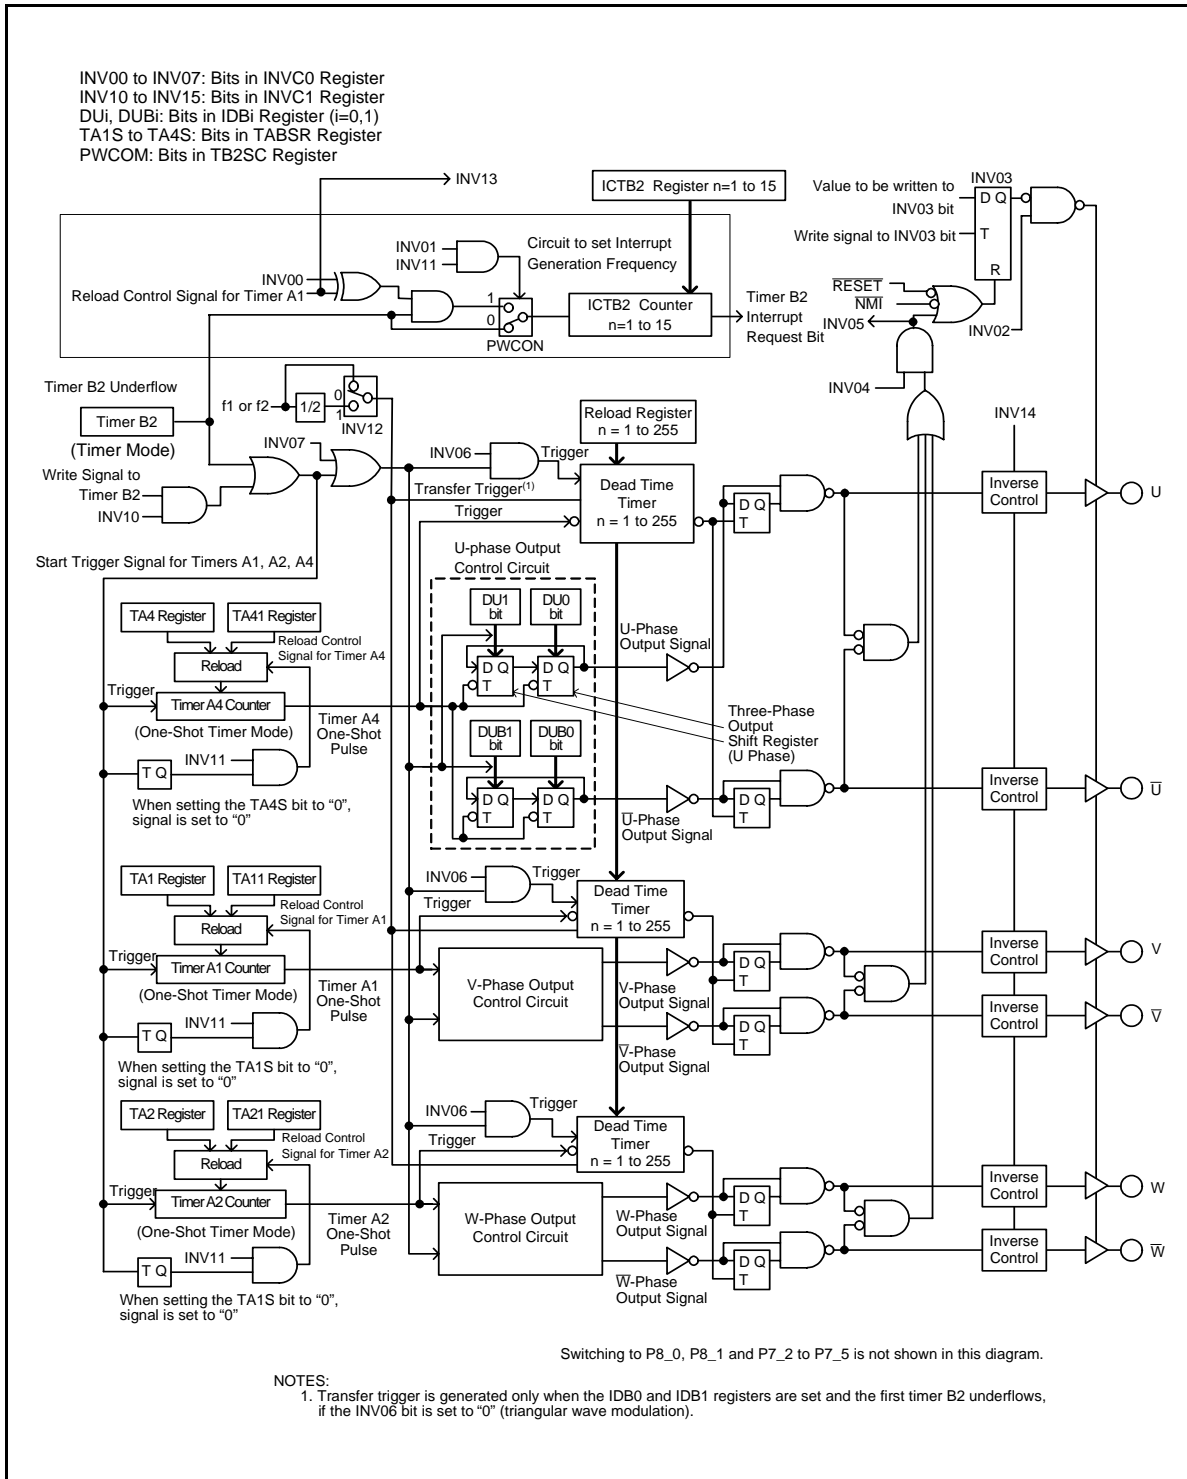 INV00 to INV07: Bits in INVC0 Register
INV10 to INV15: Bits in INVC1 Register
DUi, DUBi: Bits in IDBi Register (i=0,1)
TA1S to TA4S: Bits in TABSR Register
PWCOM: Bits in TB2SC Register
INV13
ICTB2 Register n=1 to 15
Value to be written to
INV03 bit
INV03
D Q
T
R
Write signal to INV03 bit
INV01
INV11
Circuit to set Interrupt
Generation Frequency
INV00
Reload Control Signal for Timer A1
1
0
PWCON
ICTB2 Counter
n=1 to 15
Timer B2
Interrupt
Request Bit
RESET
NMI
INV05
INV02
INV04
Timer B2 Underflow
Timer B2
(Timer Mode)
f1 or f2
1/2
0
1
INV12
Reload Register
n = 1 to 255
INV14
INV07
INV06
Trigger
Write Signal to
Timer B2
INV10
Transfer Trigger(1)
Trigger
Dead Time
Timer
n = 1 to 255
D Q
T
Inverse
Control
U
Start Trigger Signal for Timers A1, A2, A4
U-phase Output
Control Circuit
TA4 Register
TA41 Register
Reload Control
Signal for Timer A4
Reload
Trigger
Timer A4 Counter
(One-Shot Timer Mode)
Timer A4
One-Shot
Pulse
INV11
T Q
When setting the TA4S bit to “0”,
signal is set to “0”
DU1
bit
DU0
bit
D Q
T
D Q
T
U-Phase
Output Signal
Three-Phase
Output
Shift Register
(U Phase)
DUB1
bit
DUB0
bit
D Q
T
D Q
T
U̅-Phase
Output Signal
D Q
T
Inverse
Control
U̅
TA1 Register
TA11 Register
Reload Control
Signal for Timer A1
Reload
Trigger
Timer A1 Counter
(One-Shot Timer Mode)
Timer A1
One-Shot
Pulse
INV11
T Q
When setting the TA1S bit to “0”,
signal is set to “0”
INV06
Trigger
Trigger
Dead Time
Timer
n = 1 to 255
V-Phase Output
Control Circuit
V-Phase
Output Signal
V̅-Phase
Output Signal
D Q
T
D Q
T
Inverse
Control
V
Inverse
Control
V̅
TA2 Register
TA21 Register
Reload Control
Signal for Timer A2
Reload
Trigger
Timer A2 Counter
(One-Shot Timer Mode)
Timer A2
One-Shot
Pulse
INV11
T Q
When setting the TA1S bit to “0”,
signal is set to “0”
INV06
Trigger
Trigger
Dead Time
Timer
n = 1 to 255
W-Phase Output
Control Circuit
W-Phase
Output Signal
W̅-Phase
Output Signal
D Q
T
D Q
T
Inverse
Control
W
Inverse
Control
W̅
Switching to P8_0, P8_1 and P7_2 to P7_5 is not shown in this diagram.
NOTES:
1. Transfer trigger is generated only when the IDB0 and IDB1 registers are set and the first timer B2 underflows,
if the INV06 bit is set to “0” (triangular wave modulation).